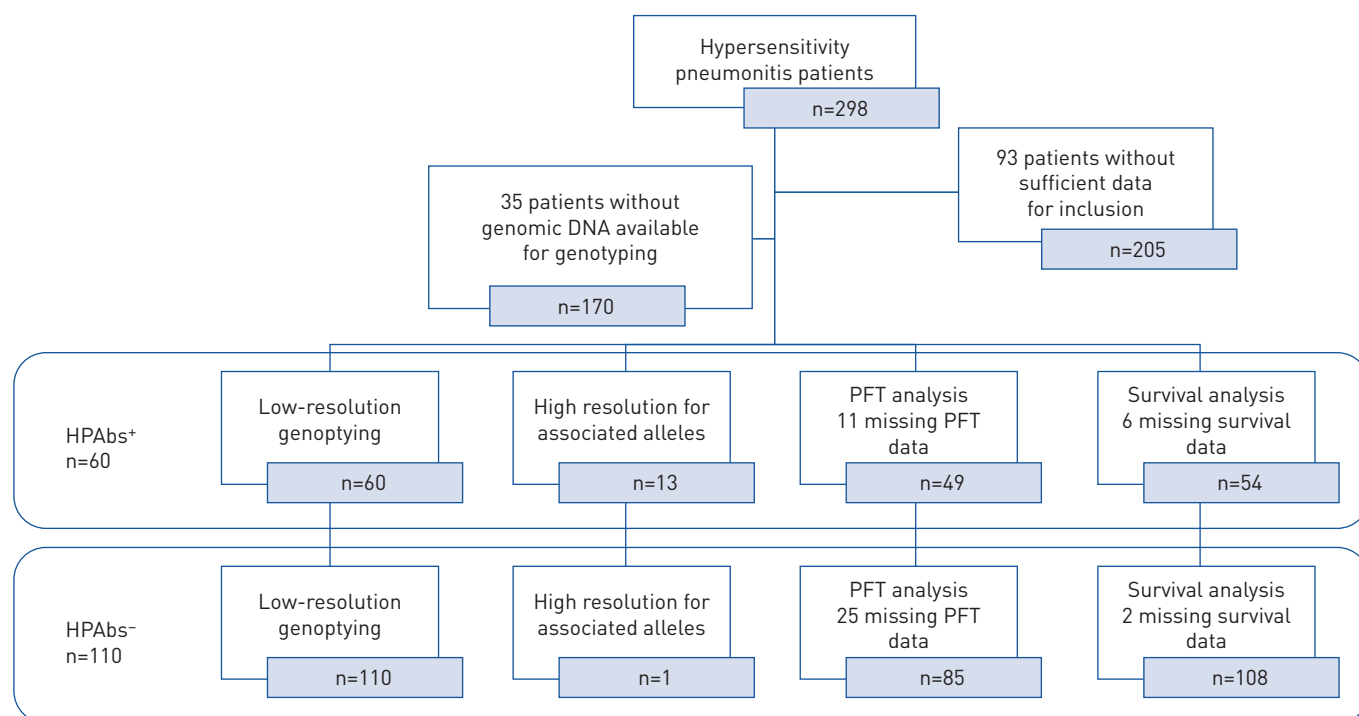 Hypersensitivity
pneumonitis patients
n=298
93 patients without
sufficient data
for inclusion
n=205
35 patients without
genomic DNA available
for genotyping
n=170
HPAbs⁺
n=60
Low-resolution
genoptying
n=60
High resolution for
associated alleles
n=13
PFT analysis
11 missing PFT
data
n=49
Survival analysis
6 missing survival
data
n=54
HPAbs⁻
n=110
Low-resolution
genoptying
n=110
High resolution for
associated alleles
n=1
PFT analysis
25 missing PFT
data
n=85
Survival analysis
2 missing survival
data
n=108